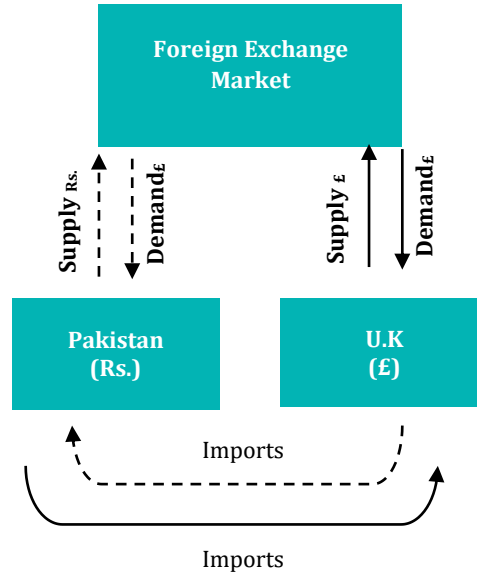 Foreign Exchange
Market
Supply Rs.
Demand£
Supply £
Demand£
Pakistan
(Rs.)
U.K
(£)
Imports
Imports